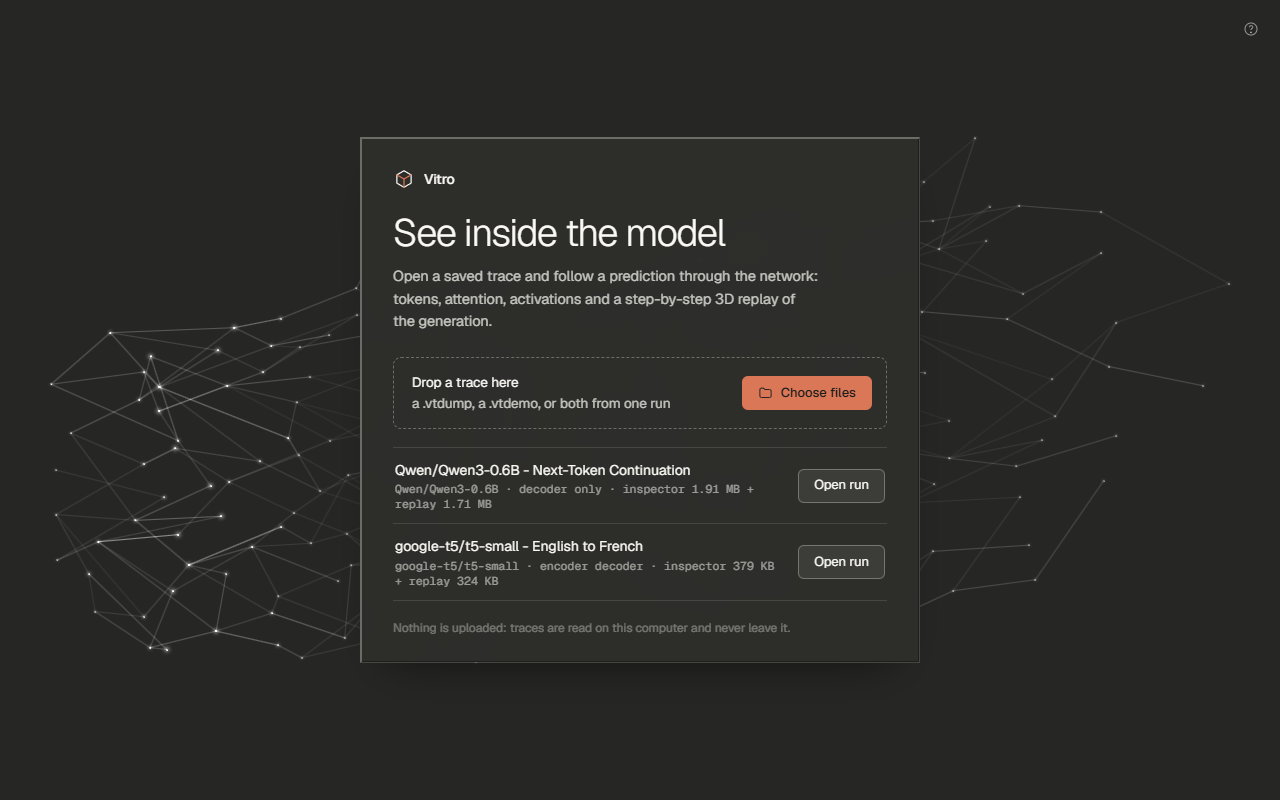 Vitro
See inside the model
Open a saved trace and follow a prediction through the network:
tokens, attention, activations and a step-by-step 3D replay of
the generation.
Drop a trace here
a .vtdump, a .vtdemo, or both from one run
Choose files
Qwen/Qwen3-0.6B - Next-Token Continuation
Qwen/Qwen3-0.6B · decoder only · inspector 1.91 MB +
replay 1.71 MB
Open run
google-t5/t5-small - English to French
google-t5/t5-small · encoder decoder · inspector 379 KB
+ replay 324 KB
Open run
Nothing is uploaded: traces are read on this computer and never leave it.